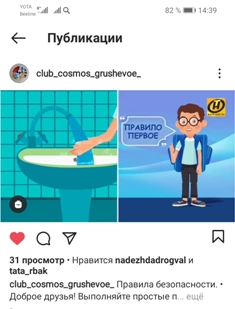 YOTA
Beeline
82 % 14:39
Публикации
club_cosmos_grushevoe_
ПРАВИЛО
ПЕРВОЕ
31 просмотр • Нравится nadezhdadrogval и
tata_rbak
club_cosmos_grushevoe_ Правила безопасности. •
Доброе друзья! Выполняйте простые п... ещё